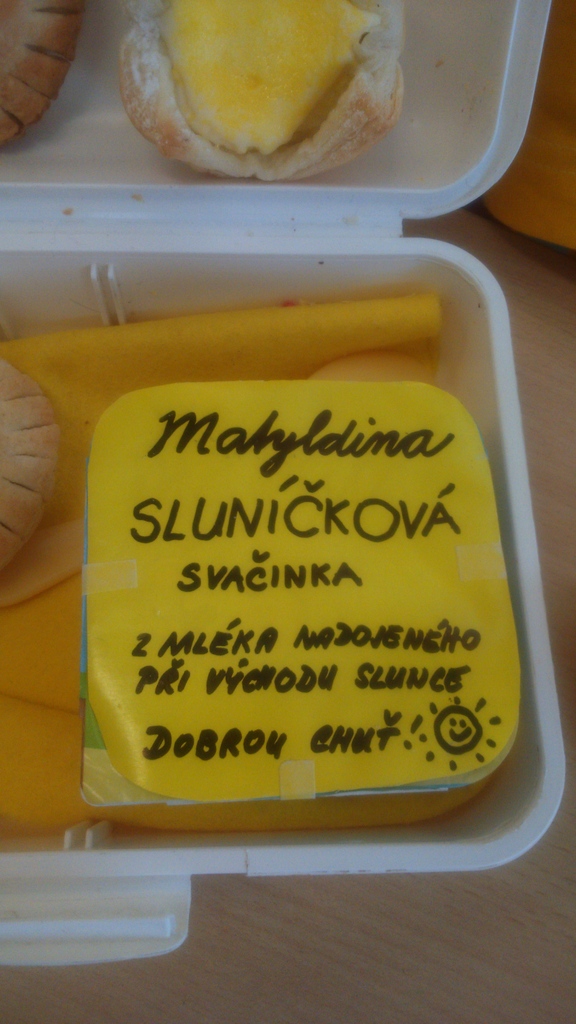 Matyldina
SLUNÍČKOVÁ
SVAČINKA
Z MLÉKA NADOJENÉHO
PŘI VÝCHODU SLUNCE
DOBROU CHUŤ!